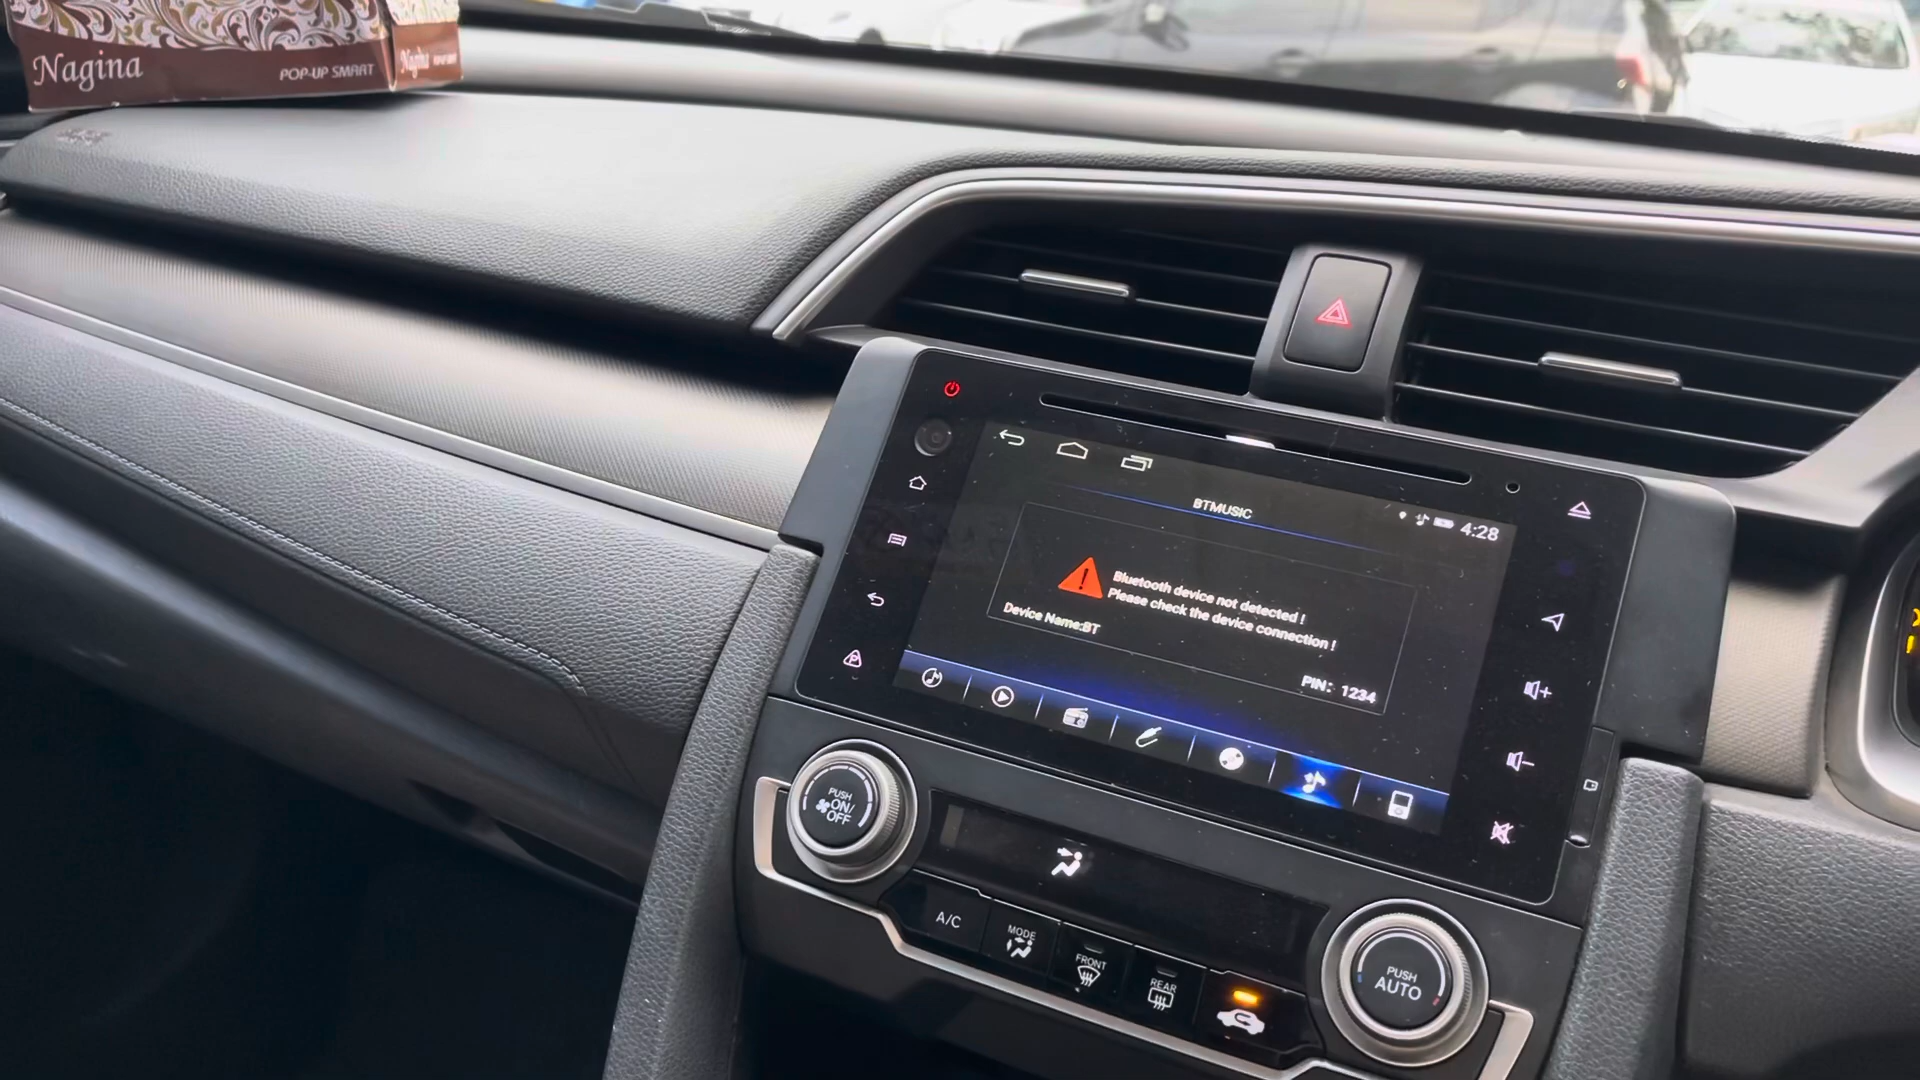 Nagina
POP-UP SMART
Nagina
BTMUSIC
4:28
Bluetooth device not detected !
Please check the device connection !
Device Name:BT
PIN: 1234
PUSH
ON/
OFF
A/C
MODE
FRONT
REAR
PUSH
AUTO